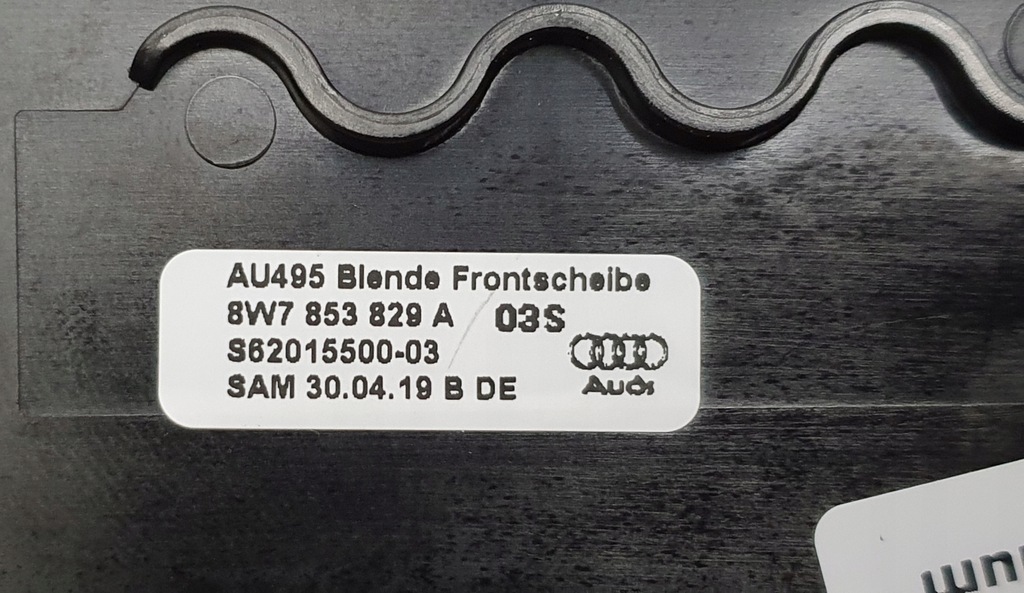 AU495 Blende Frontscheibe
8W7 853 829 A 03S
S62015500-03
SAM 30.04.19 B DE
Audi